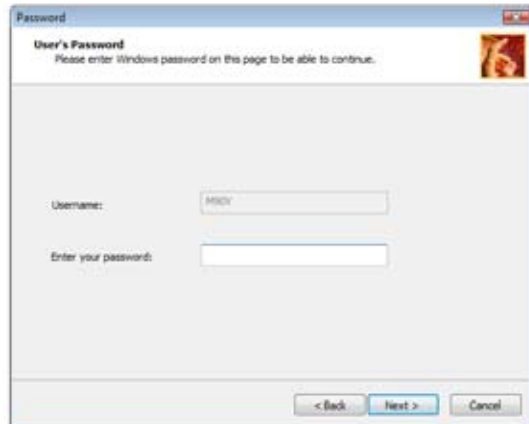 Password
User's Password
Please enter Windows password on this page to be able to continue.
Username:
Enter your password:
< Back
Next >
Cancel